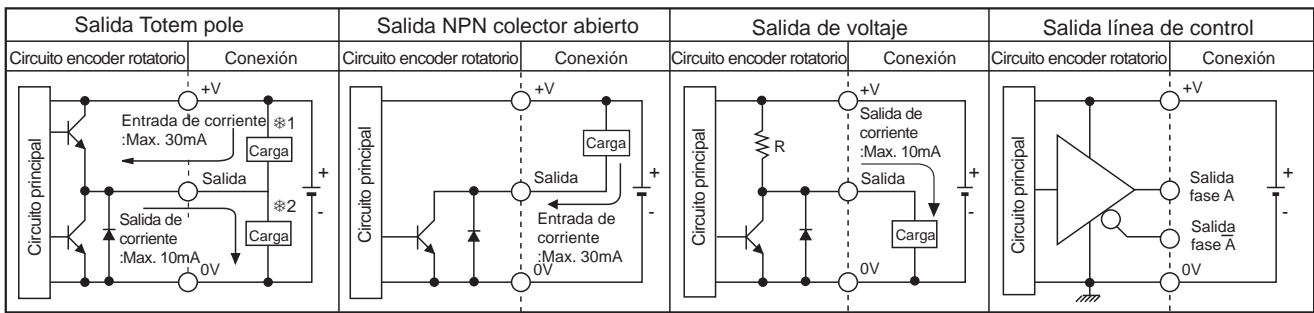 Salida Totem pole
Circuito encoder rotatorio
Conexión
Circuito principal
+V
Entrada de corriente
:Max. 30mA
❇1
Carga
Salida
❇2
Salida de
corriente
:Max. 10mA
Carga
0V
+
-
Salida NPN colector abierto
Circuito encoder rotatorio
Conexión
Circuito principal
+V
Carga
Salida
Entrada de
corriente
:Max. 30mA
0V
+
-
Salida de voltaje
Circuito encoder rotatorio
Conexión
Circuito principal
R
+V
Salida de
corriente
:Max. 10mA
Salida
Carga
0V
+
-
Salida línea de control
Circuito encoder rotatorio
Conexión
Circuito principal
+V
Salida
fase A
Salida
fase A̅
0V
+
-